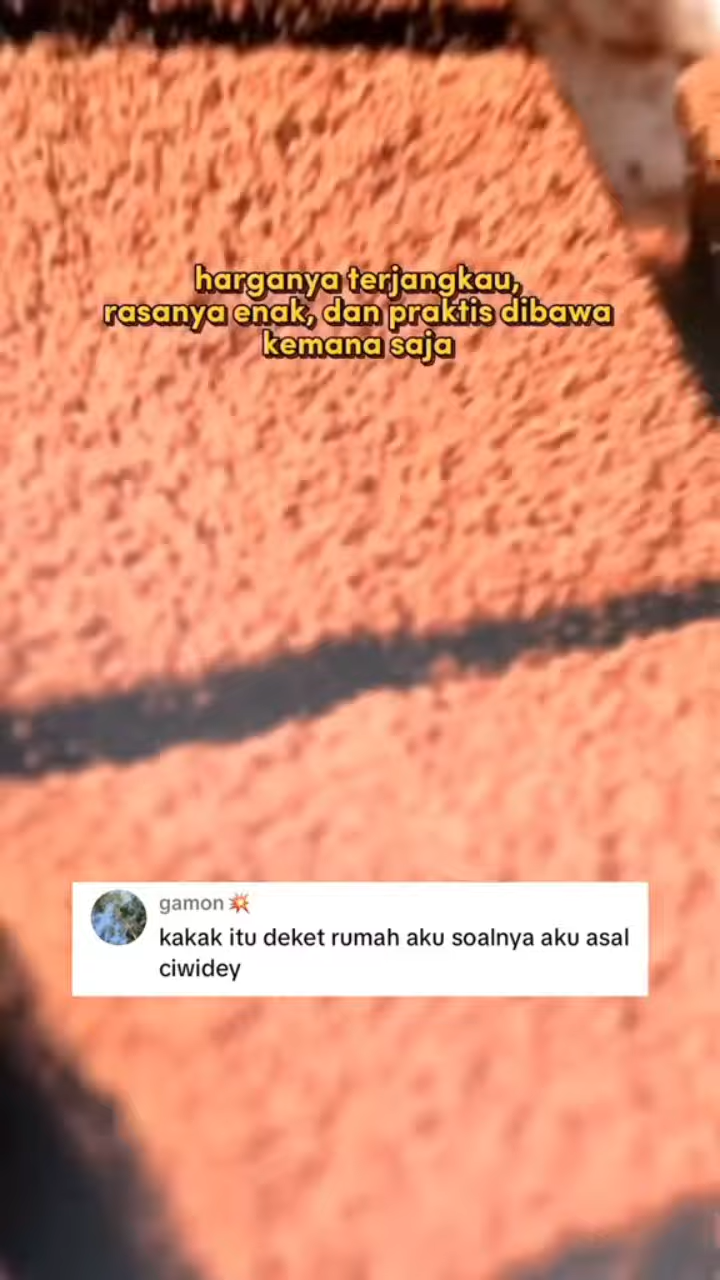 harganya terjangkau,
rasanya enak, dan praktis dibawa
kemana saja
gamon💥
kakak itu deket rumah aku soalnya aku asal
ciwidey